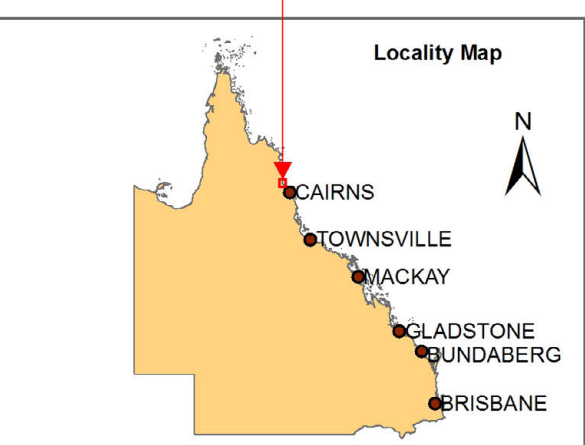 Locality Map
N
CAIRNS
TOWNSVILLE
MACKAY
GLADSTONE
BUNDABERG
BRISBANE